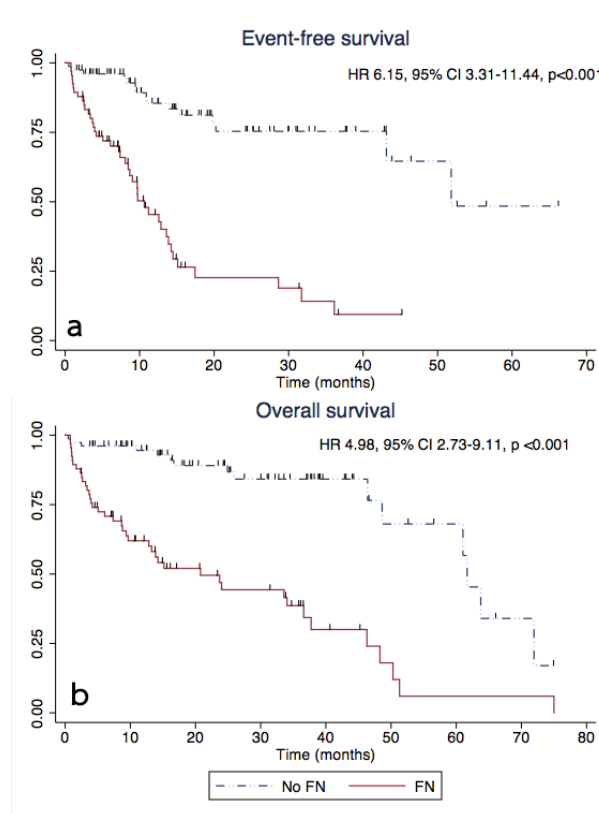 Event-free survival
HR 6.15, 95% CI 3.31-11.44, p<0.001
1.00
0.75
0.50
0.25
0.00
a
0 10 20 30 40 50 60 70
Time (months)
Overall survival
HR 4.98, 95% CI 2.73-9.11, p <0.001
1.00
0.75
0.50
0.25
0.00
b
0 10 20 30 40 50 60 70 80
Time (months)
No FN FN